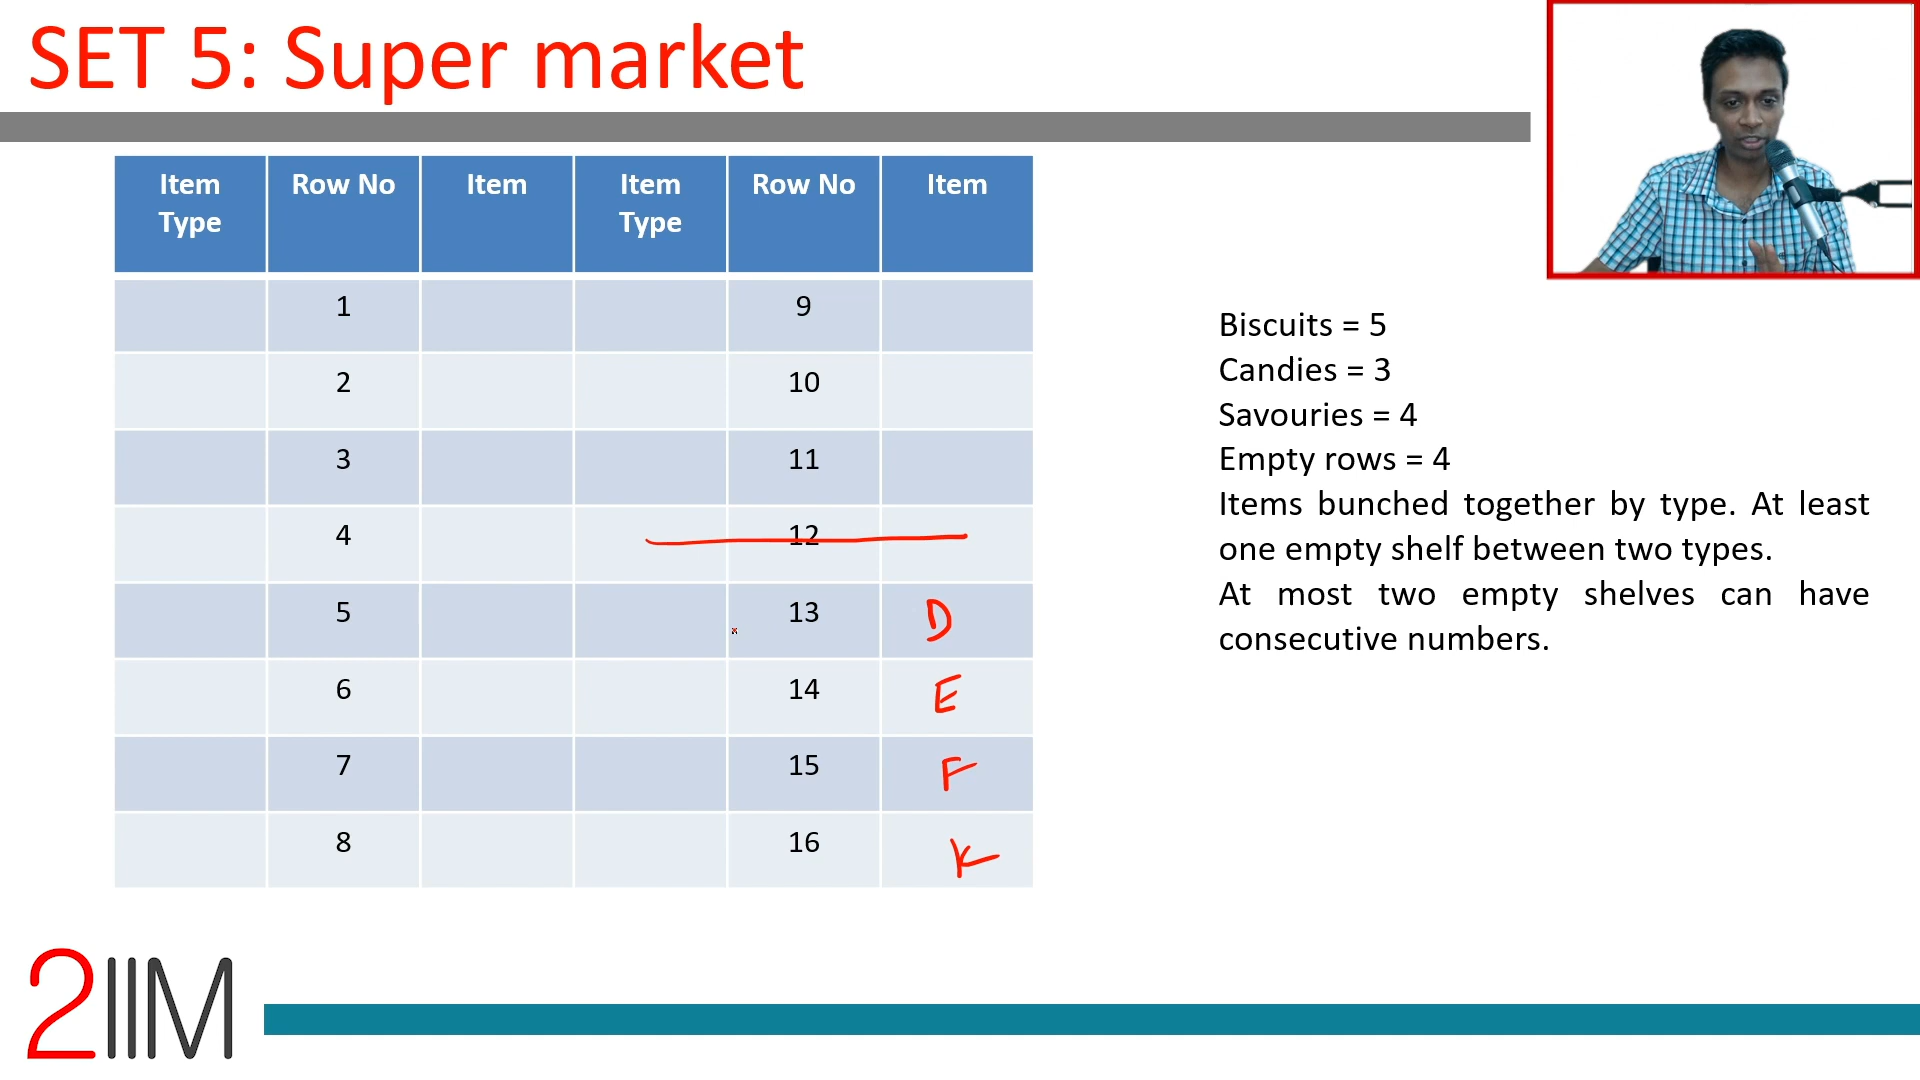 SET 5: Super market
Item Type Row No Item Item Type Row No Item
1 9
2 10
3 11
4 12
5 13 D
6 14 E
7 15 F
8 16 K
Biscuits = 5
Candies = 3
Savouries = 4
Empty rows = 4
Items bunched together by type. At least
one empty shelf between two types.
At most two empty shelves can have
consecutive numbers.
2IIM